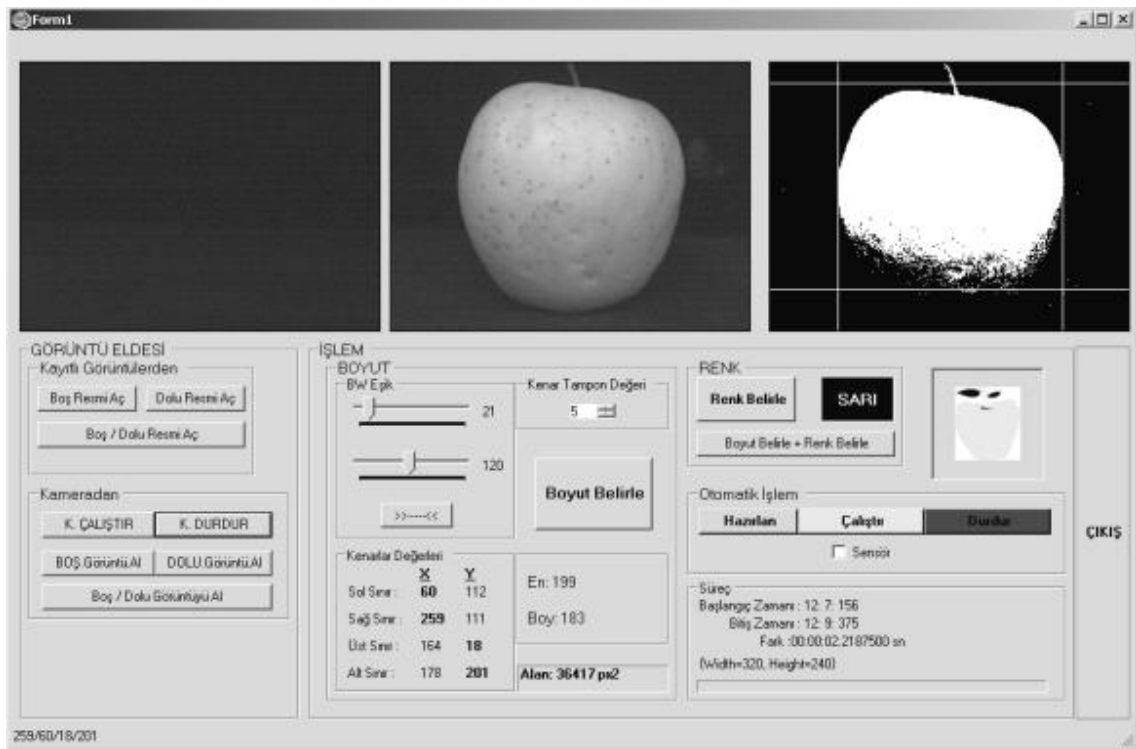 Form1
GÖRÜNTÜ ELDESİ
Kayıtlı Görüntülerden
Boş Resmi Aç
Dolu Resmi Aç
Boş / Dolu Resmi Aç
Kameradan
K. ÇALIŞTIR
K. DURDUR
BOŞ Görüntü Al
DOLU Görüntü Al
Boş / Dolu Görüntüyü Al
İŞLEM
BOYUT
BW Eşik
21
120
>>----<<
Kenar Tampon Değeri
5
Boyut Belirle
Kenarlar Değerleri
X Y
Sol Sınır : 60 112
Sağ Sınır : 259 111
Üst Sınır : 164 18
Alt Sınır : 178 201
En: 199
Boy: 183
Alan: 36417 px2
RENK
Renk Belirle
SARI
Boyut Belirle + Renk Belirle
Otomatik İşlem
Hazırlan
Çalıştır
Durdur
Sensör
Süreç
Başlangıç Zamanı : 12: 7: 156
Bitiş Zamanı : 12: 9: 375
Fark :00:00:02.2187500 sn
{Width=320, Height=240}
ÇIKIŞ
259/60/18/201